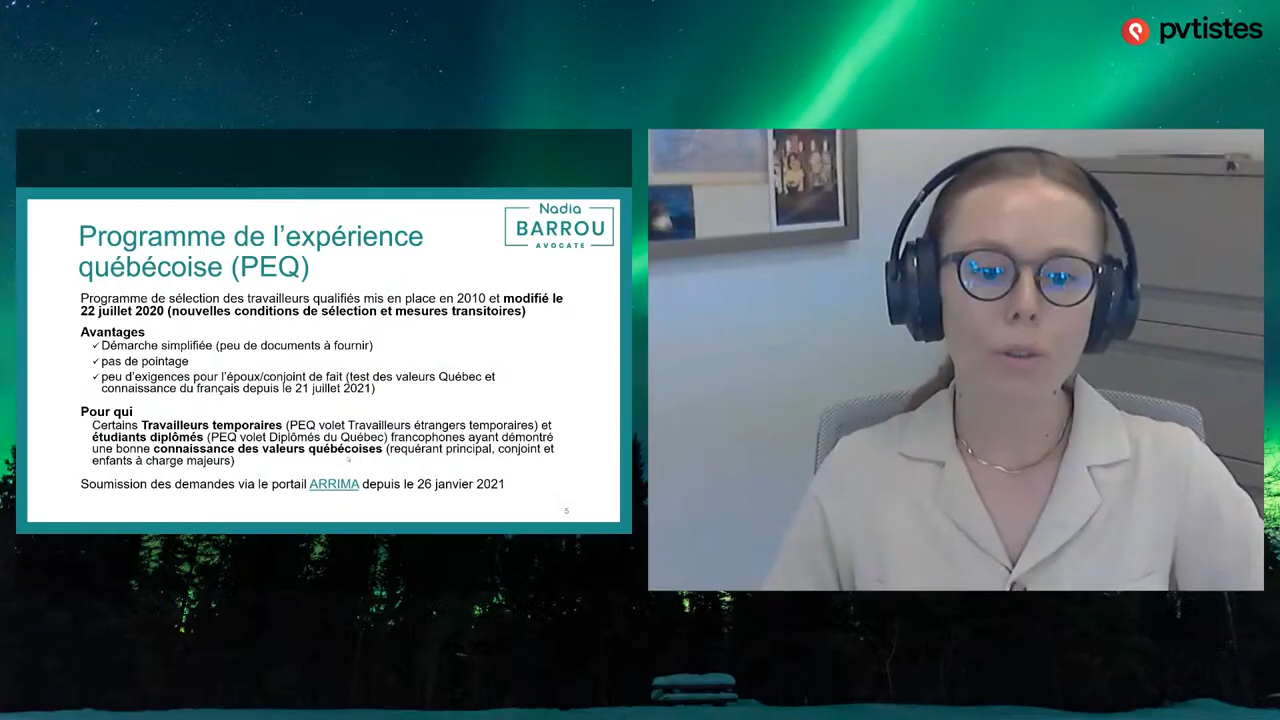 pvtistes
Nadia
BARROU
AVOCATE
Programme de l’expérience
québécoise (PEQ)
Programme de sélection des travailleurs qualifiés mis en place en 2010 et modifié le
22 juillet 2020 (nouvelles conditions de sélection et mesures transitoires)
Avantages
✓Démarche simplifiée (peu de documents à fournir)
✓pas de pointage
✓peu d’exigences pour l’époux/conjoint de fait (test des valeurs Québec et
connaissance du français depuis le 21 juillet 2021)
Pour qui
Certains Travailleurs temporaires (PEQ volet Travailleurs étrangers temporaires) et
étudiants diplômés (PEQ volet Diplômés du Québec) francophones ayant démontré
une bonne connaissance des valeurs québécoises (requérant principal, conjoint et
enfants à charge majeurs)
Soumission des demandes via le portail ARRIMA depuis le 26 janvier 2021
5